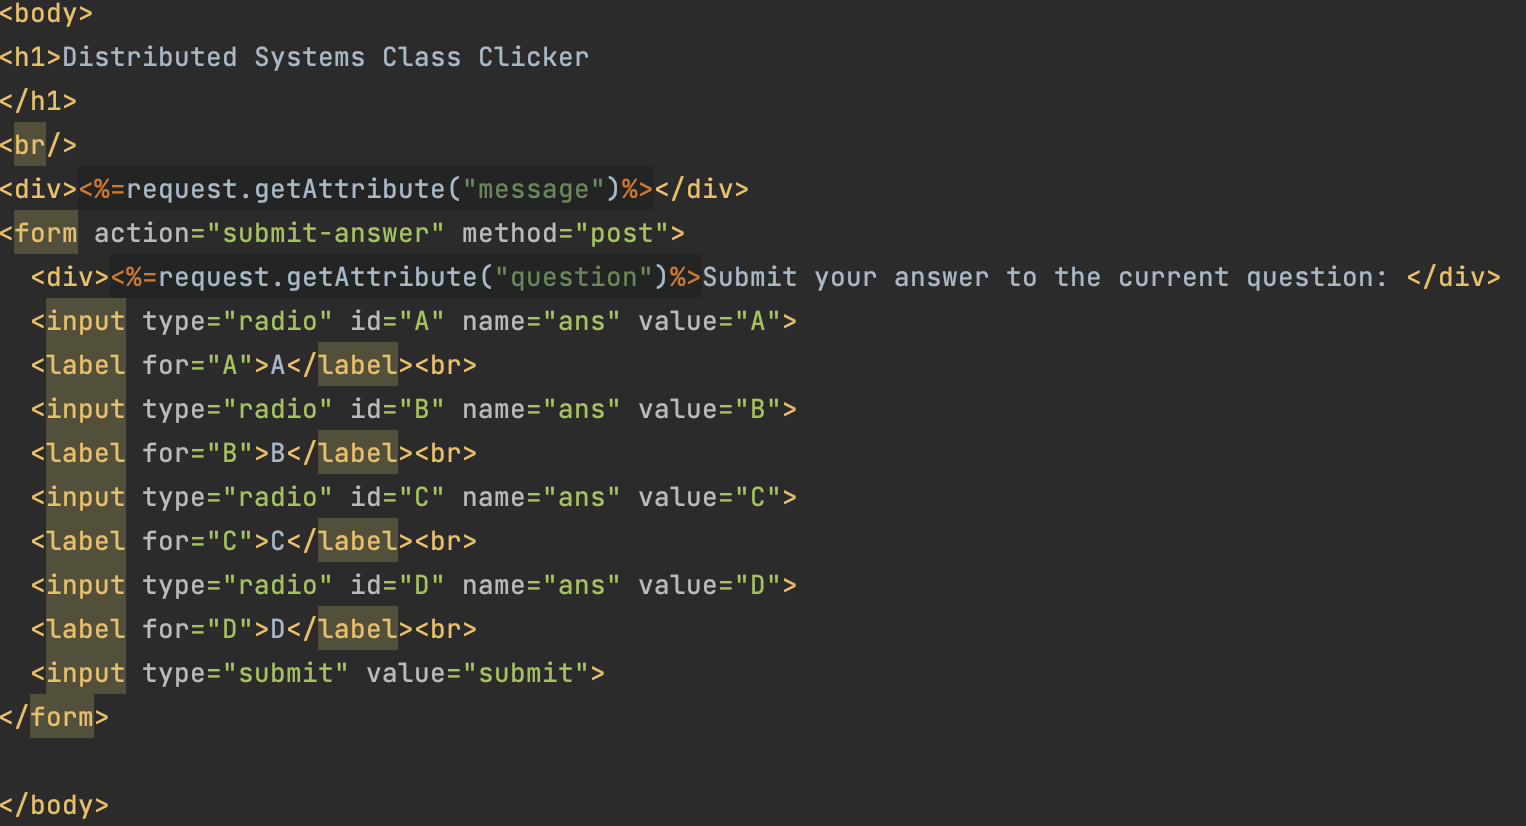 <body>
<h1>Distributed Systems Class Clicker
</h1>
<br/>
<div><%=request.getAttribute("message")%></div>
<form action="submit-answer" method="post">
  <div><%=request.getAttribute("question")%>Submit your answer to the current question: </div>
  <input type="radio" id="A" name="ans" value="A">
  <label for="A">A</label><br>
  <input type="radio" id="B" name="ans" value="B">
  <label for="B">B</label><br>
  <input type="radio" id="C" name="ans" value="C">
  <label for="C">C</label><br>
  <input type="radio" id="D" name="ans" value="D">
  <label for="D">D</label><br>
  <input type="submit" value="submit">
</form>
</body>